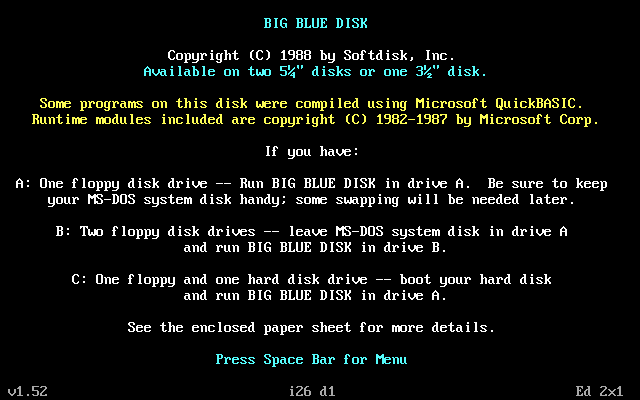 BIG BLUE DISK
Copyright (C) 1988 by Softdisk, Inc.
Available on two 5¼" disks or one 3½" disk.
Some programs on this disk were compiled using Microsoft QuickBASIC.
Runtime modules included are copyright (C) 1982-1987 by Microsoft Corp.
If you have:
A: One floppy disk drive -- Run BIG BLUE DISK in drive A.  Be sure to keep
your MS-DOS system disk handy; some swapping will be needed later.
B: Two floppy disk drives -- leave MS-DOS system disk in drive A
and run BIG BLUE DISK in drive B.
C: One floppy and one hard disk drive -- boot your hard disk
and run BIG BLUE DISK in drive A.
See the enclosed paper sheet for more details.
Press Space Bar for Menu
v1.52 i26 d1 Ed 2x1